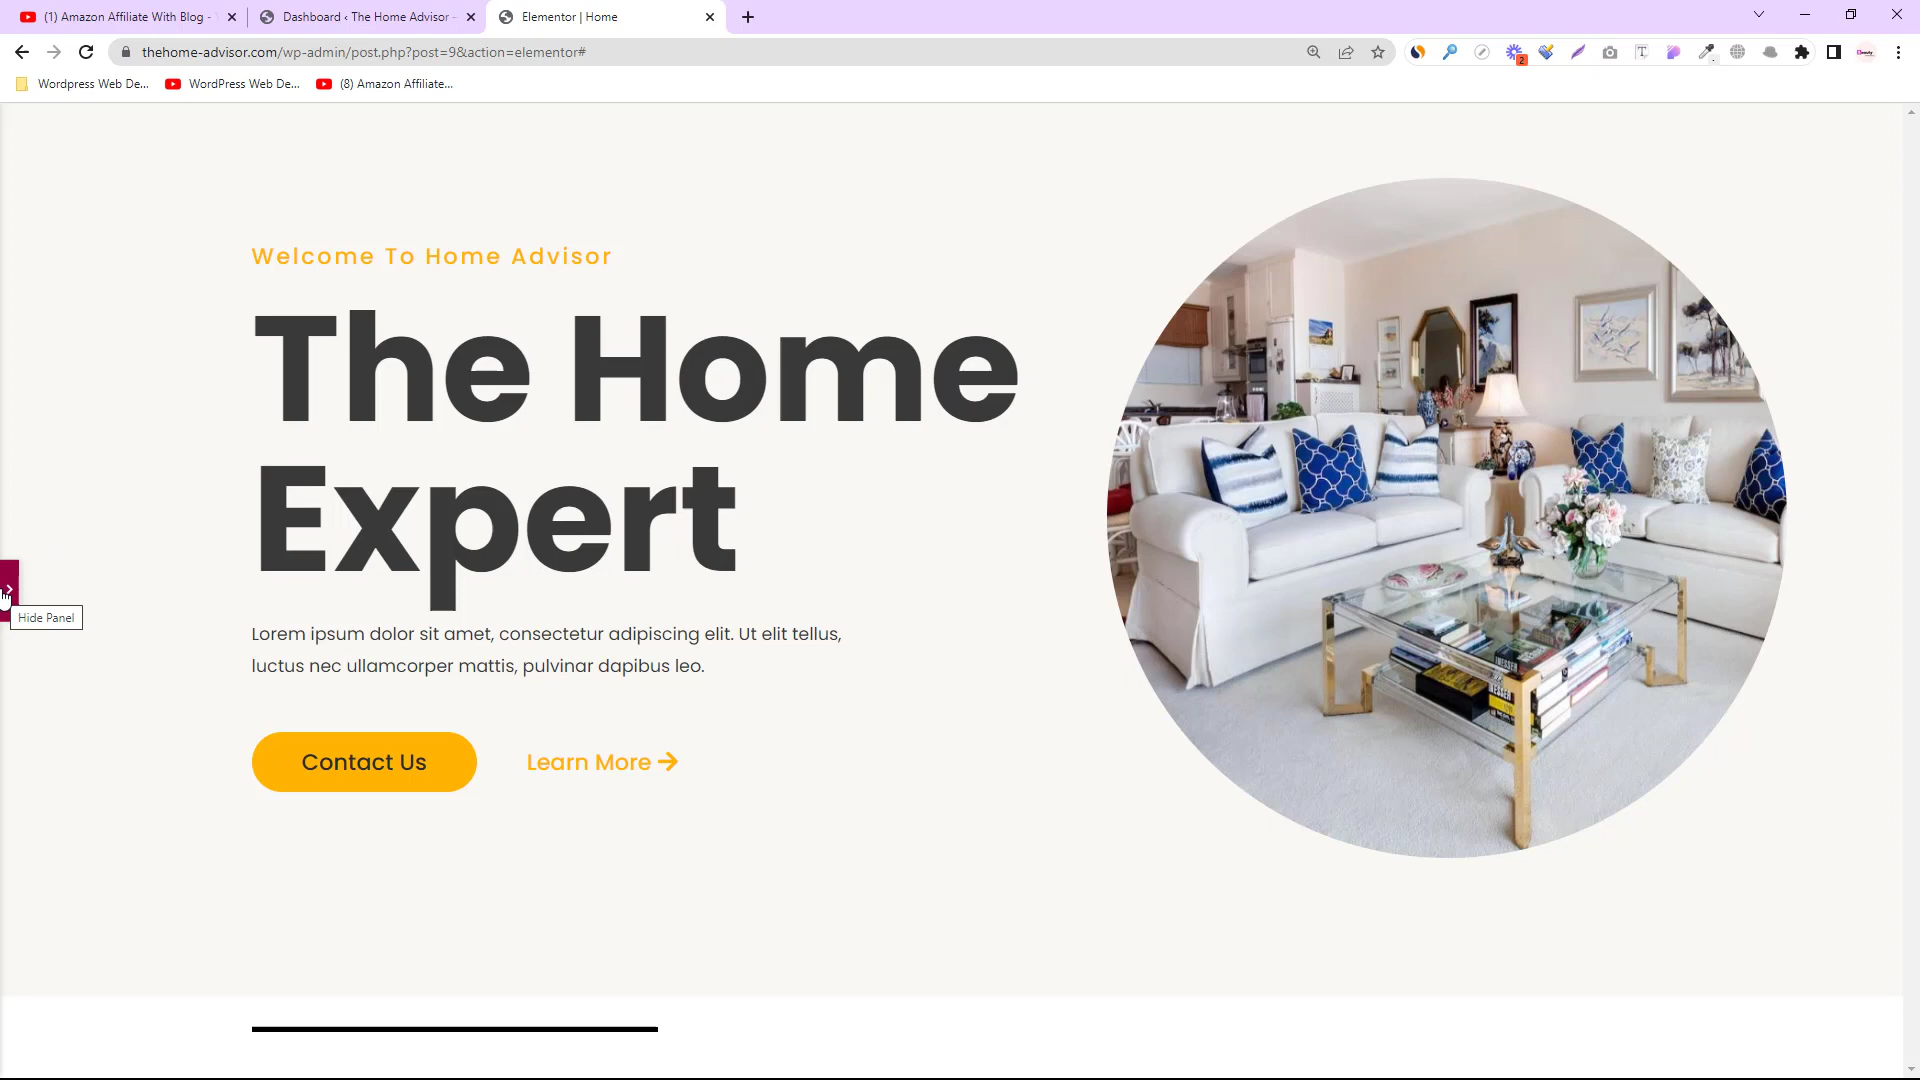 (1) Amazon Affiliate With Blog -
Dashboard ‹ The Home Advisor –
Elementor | Home
thehome-advisor.com/wp-admin/post.php?post=9&action=elementor#
2
Wordpress Web De...
WordPress Web De...
(8) Amazon Affiliate...
Welcome To Home Advisor
The Home
Expert
Hide Panel
Lorem ipsum dolor sit amet, consectetur adipiscing elit. Ut elit tellus,
luctus nec ullamcorper mattis, pulvinar dapibus leo.
Contact Us
Learn More